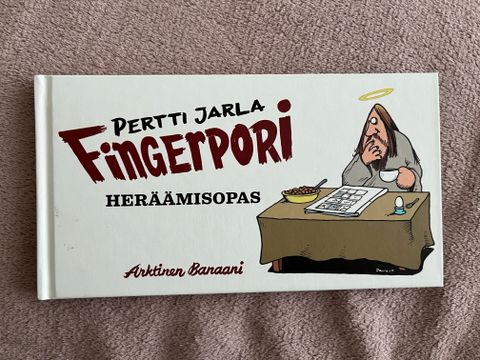 PERTTI JARLA
FINGERPORI
HERÄÄMISOPAS
Arktinen Banaani